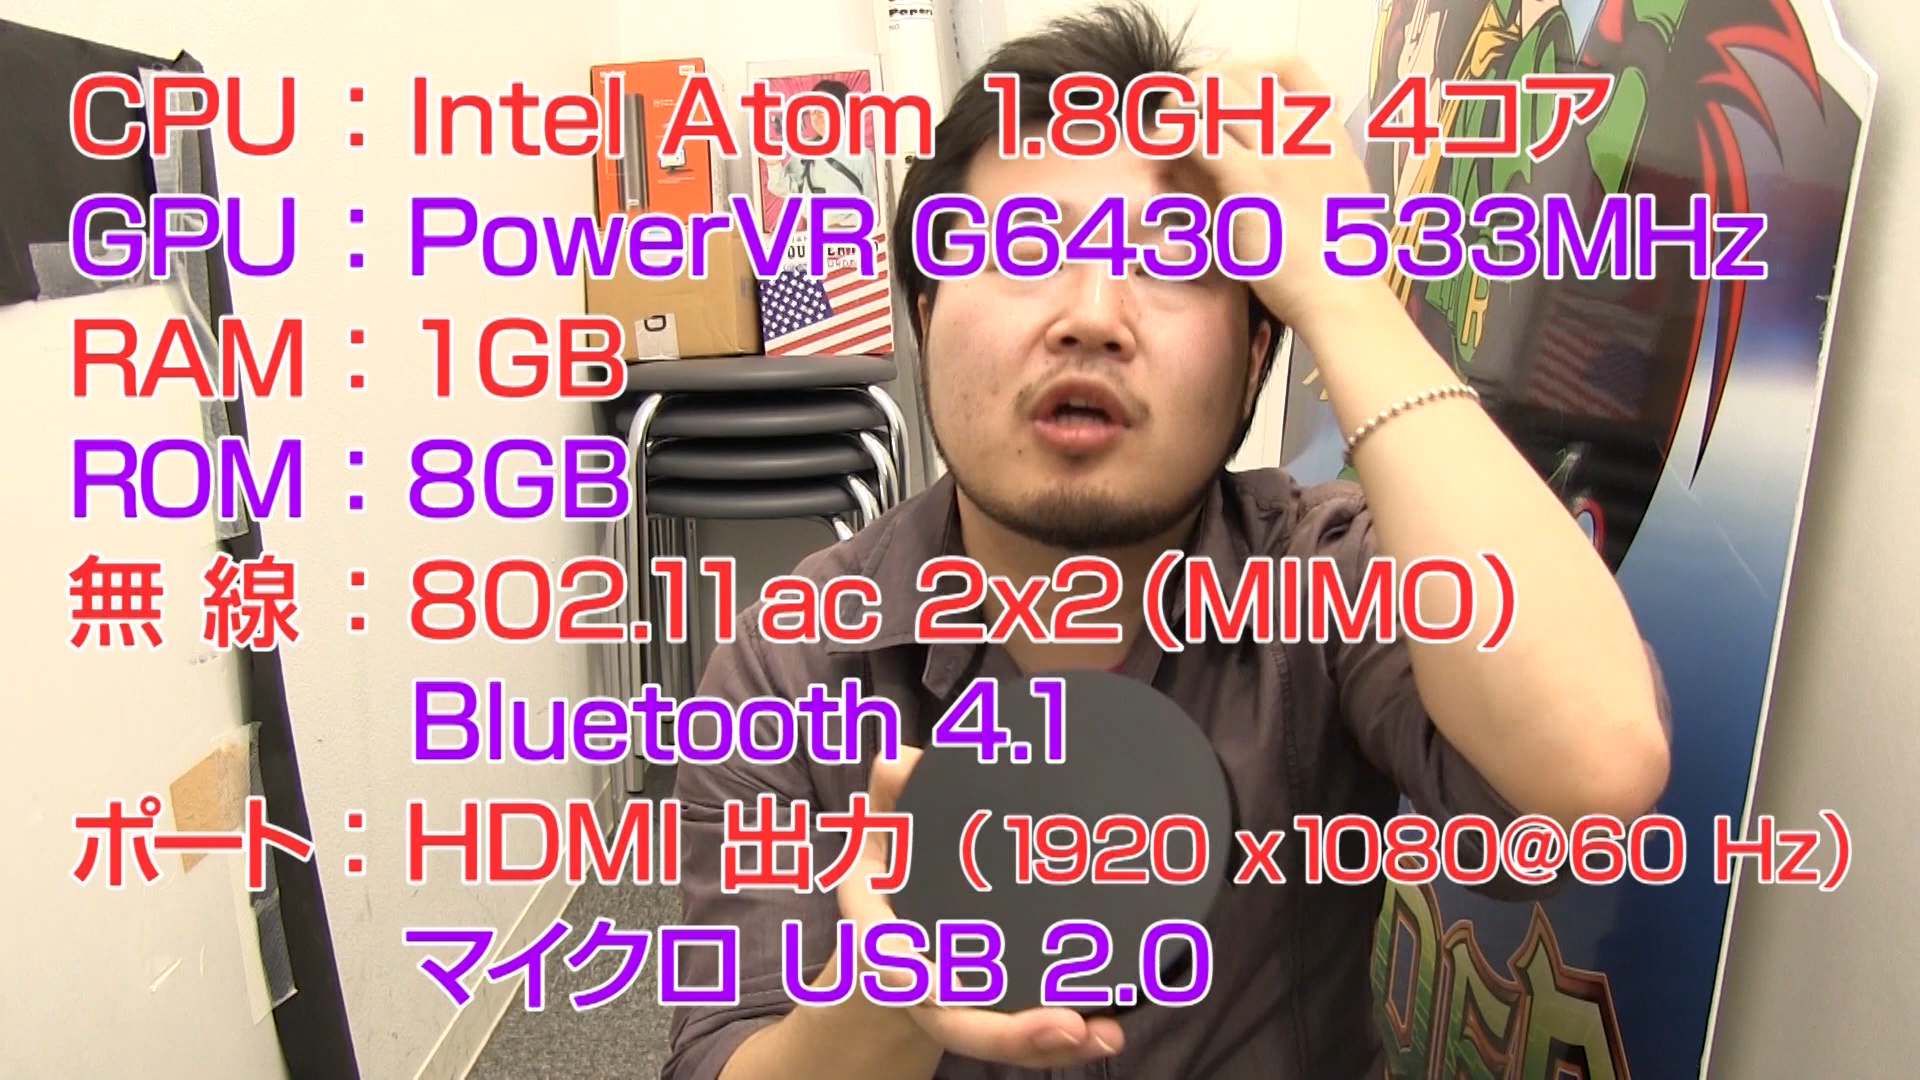 CPU：Intel Atom 1.8GHz 4コア
GPU：PowerVR G6430 533MHz
RAM：1GB
ROM：8GB
無 線：802.11ac 2x2（MIMO）
Bluetooth 4.1
ポート：HDMI 出力（1920 x1080@60 Hz）
マイクロ USB 2.0